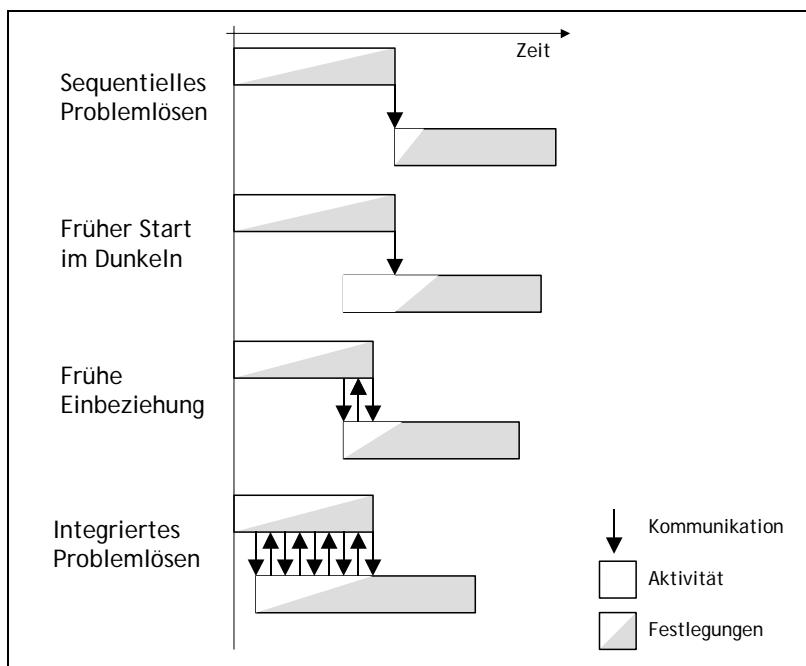 Zeit
Sequentielles
Problemlösen
Früher Start
im Dunkeln
Frühe
Einbeziehung
Integriertes
Problemlösen
Kommunikation
Aktivität
Festlegungen